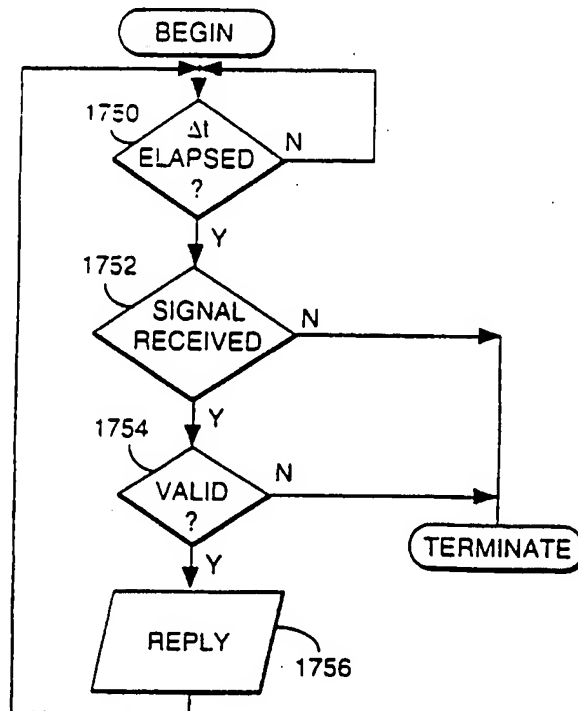 BEGIN
1750
Δt
ELAPSED
?
N
Y
1752
SIGNAL
RECEIVED
N
Y
1754
VALID
?
N
Y
TERMINATE
REPLY
1756